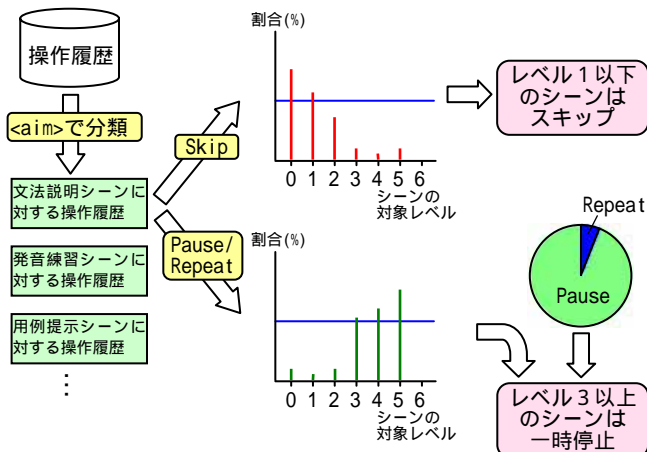 操作履歴
<aim>で分類
文法説明シーンに
対する操作履歴
発音練習シーンに
対する操作履歴
用例提示シーンに
対する操作履歴
⋮
Skip
Pause/
Repeat
割合(%)
0 1 2 3 4 5 6
シーンの
対象レベル
割合(%)
0 1 2 3 4 5 6
シーンの
対象レベル
レベル1以下
のシーンは
スキップ
Repeat
Pause
レベル3以上
のシーンは
一時停止